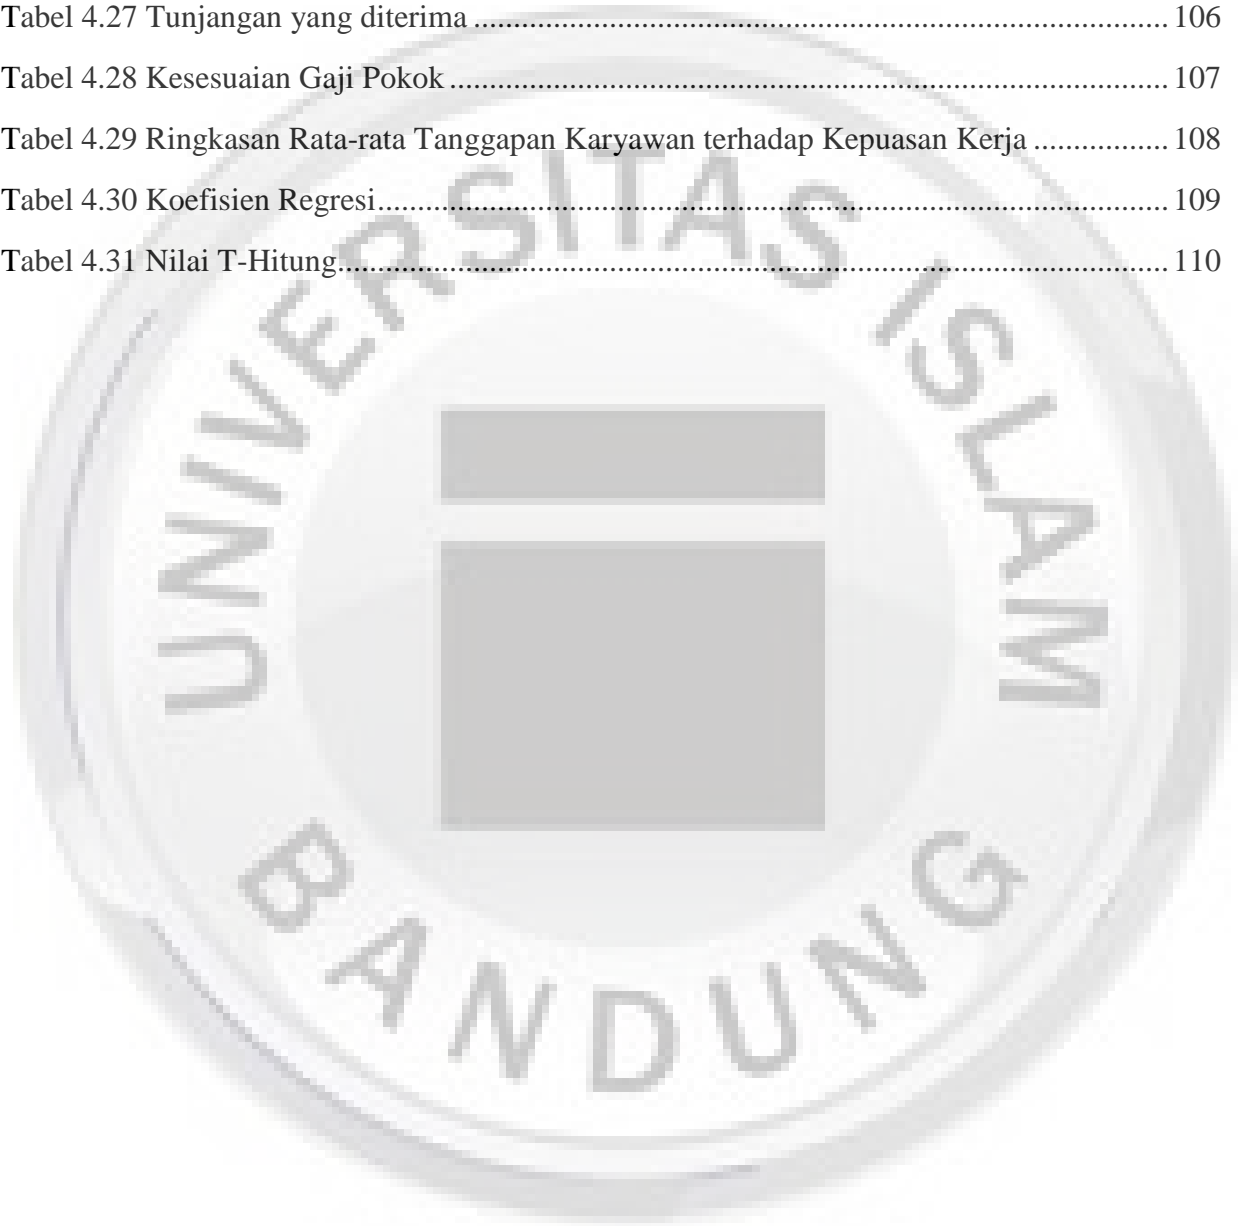 Tabel 4.27 Tunjangan yang diterima ........ 106
Tabel 4.28 Kesesuaian Gaji Pokok ........ 107
Tabel 4.29 Ringkasan Rata-rata Tanggapan Karyawan terhadap Kepuasan Kerja ........ 108
Tabel 4.30 Koefisien Regresi ........ 109
Tabel 4.31 Nilai T-Hitung ........ 110
UNIVERSITAS ISLAM
BANDUNG